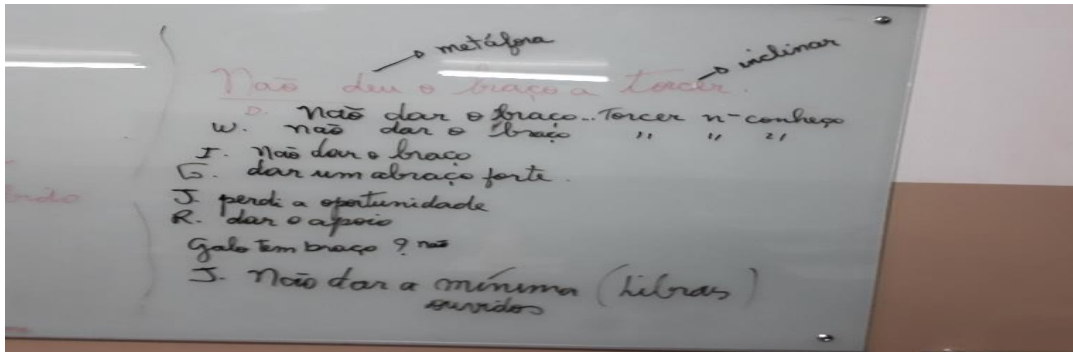 metáfora
inclinar
Não deu o braço a torcer.
D. não dar o braço.. Torcer n-conheço
W. não dar o braço " " "
I. Não dar o braço
G. dar um abraço forte.
J. perdi a oportunidade
R. dar o apoio
Galo tem braço ? não
J. Não dar a mínima (Libras)
ouvidos